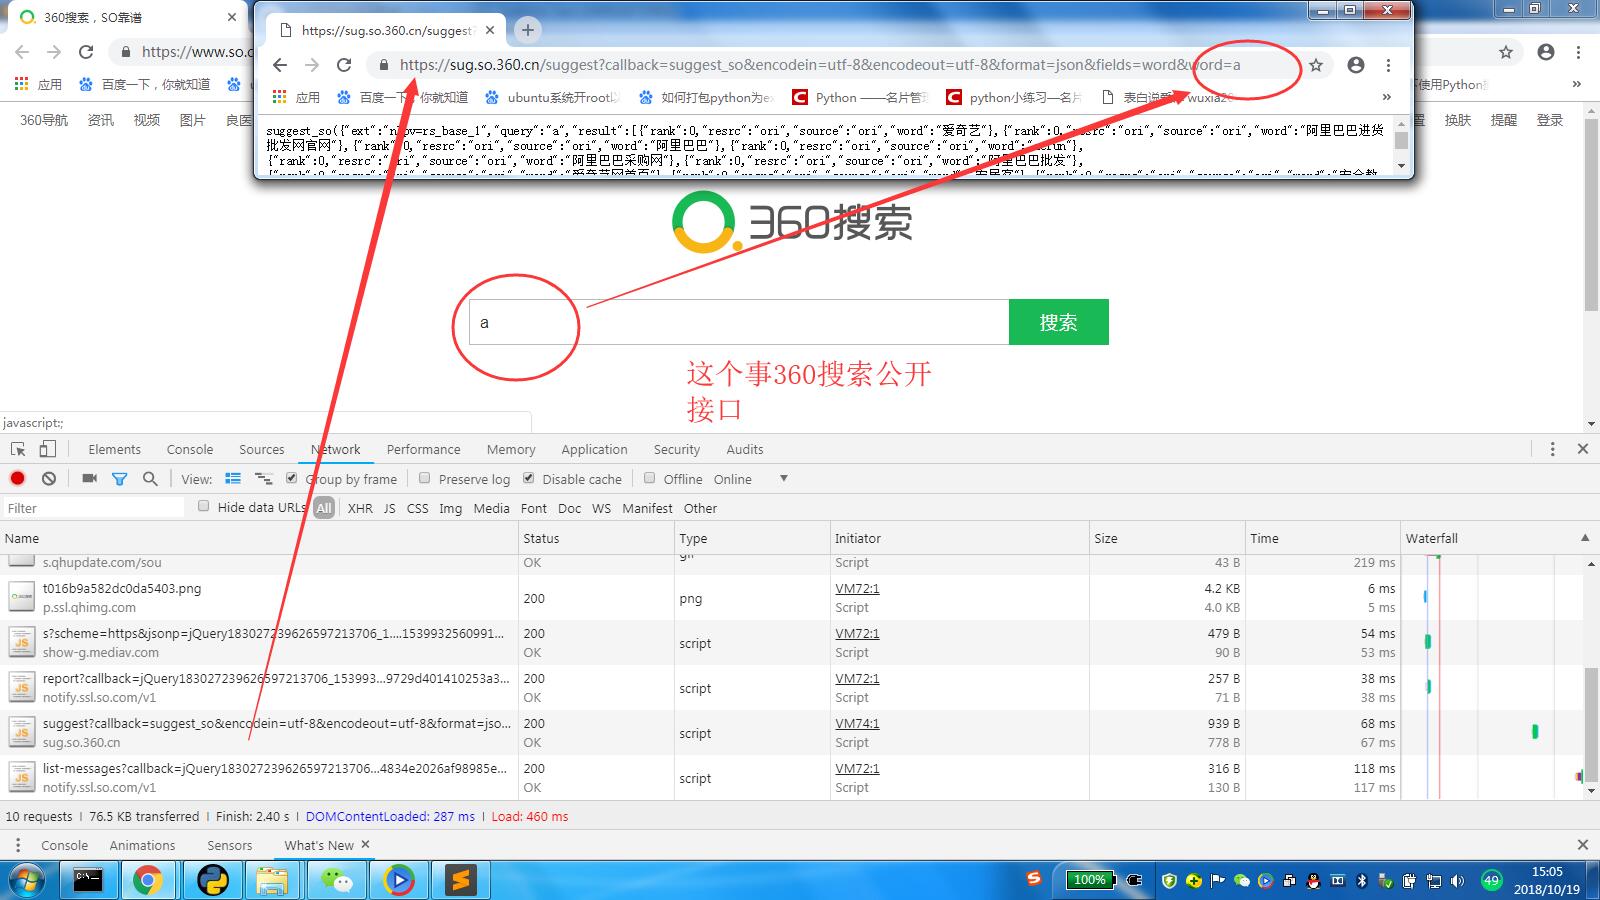 360搜索，SO靠谱
https://sug.so.360.cn/suggest?
https://www.so.c
https://sug.so.360.cn/suggest?callback=suggest_so&encodein=utf-8&encodeout=utf-8&format=json&fields=word&word=a
应用 百度一下，你就知道
应用 百度一下，你就知道 ubuntu系统开root以 如何打包python为e Python ——名片管理 python小练习—名片 表白说爱 wuxia20 »
使用Python »
360导航 资讯 视频 图片 良医
置 换肤 提醒 登录
"query":"a","result":[{"rank":0,"resrc":"ori","source":"ori","word":"爱奇艺"},{"rank":0,"resrc":"ori","source":"ori","word":"阿里巴巴进货
批发网官网"},{"rank":0,"resrc":"ori","source":"ori","word":"阿里巴巴"},{"rank":0,"resrc":"ori","source":"ori","word":
{"rank":0,"resrc":"ori","source":"ori","word":"阿里巴巴采购网"},{"rank":0,"resrc":"ori","source":"ori","word":"阿里巴巴批发"},
360搜索
a
搜索
这个事360搜索公开
接口
javascript:;
Elements Console Sources Network Performance Memory Application Security Audits
View: Group by frame Preserve log Disable cache Offline Online
Filter Hide data URLs All XHR JS CSS Img Media Font Doc WS Manifest Other
Name Status Type Initiator Size Time Waterfall
s.qhupdate.com/sou OK Script 43 B 219 ms
t016b9a582dc0da5403.png VM72:1 4.2 KB 6 ms
200 png
p.ssl.qhimg.com Script 4.0 KB 5 ms
s?scheme=https&jsonp=jQuery183027239626597213706_1....1539932560991... 200 VM72:1 479 B 54 ms
script
show-g.mediav.com OK Script 90 B 53 ms
report?callback=jQuery183027239626597213706_153993...9729d401410253a3... 200 VM72:1 257 B 38 ms
script
notify.ssl.so.com/v1 OK Script 71 B 38 ms
suggest?callback=suggest_so&encodein=utf-8&encodeout=utf-8&format=jso... 200 VM74:1 939 B 68 ms
script
sug.so.360.cn OK Script 778 B 67 ms
list-messages?callback=jQuery183027239626597213706...4834e2026af98985e... 200 VM72:1 316 B 118 ms
script
notify.ssl.so.com/v1 OK Script 130 B 117 ms
10 requests | 76.5 KB transferred | Finish: 2.40 s | DOMContentLoaded: 287 ms | Load: 460 ms
Console Animations Sensors What's New
100% 49 15:05
2018/10/19